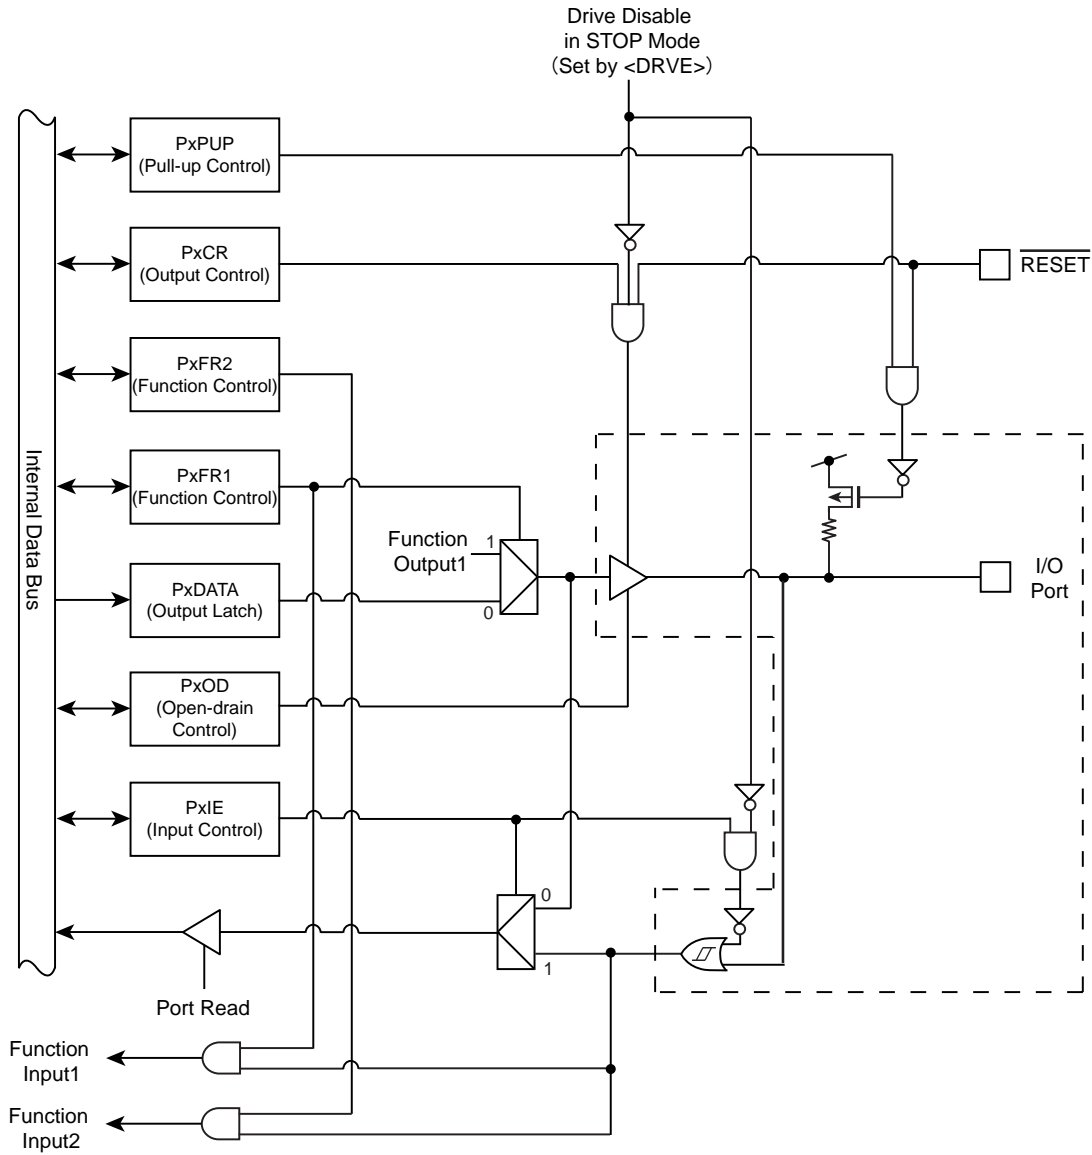 Drive Disable
in STOP Mode
(Set by <DRVE>)
PxPUP
(Pull-up Control)
PxCR
(Output Control)
RESET
PxFR2
(Function Control)
Internal Data Bus
PxFR1
(Function Control)
Function
Output1
1
0
PxDATA
(Output Latch)
I/O
Port
PxOD
(Open-drain
Control)
PxIE
(Input Control)
0
1
Port Read
Function
Input1
Function
Input2